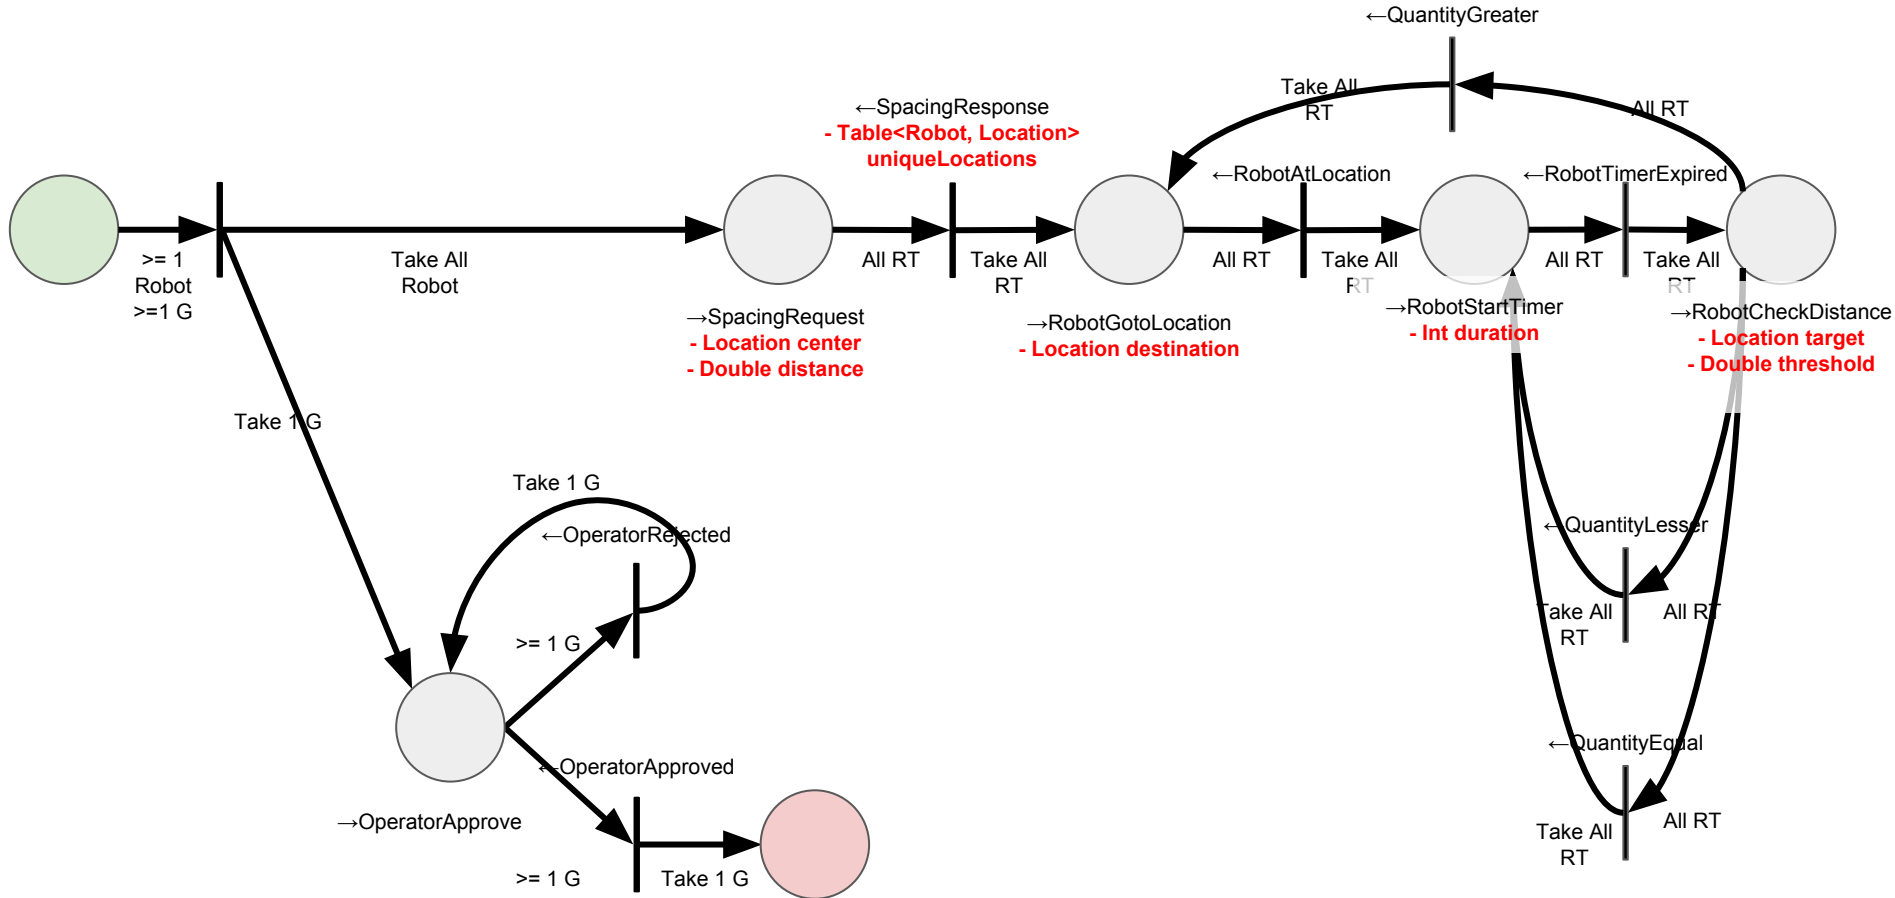 ←QuantityGreater
Take All
RT
All RT
←SpacingResponse
- Table<Robot, Location>
uniqueLocations
←RobotAtLocation
←RobotTimerExpired
>= 1
Robot
>=1 G
Take All
Robot
All RT
Take All
RT
All RT
Take All
RT
All RT
Take All
RT
→SpacingRequest
- Location center
- Double distance
→RobotGotoLocation
- Location destination
→RobotStartTimer
- Int duration
→RobotCheckDistance
- Location target
- Double threshold
Take 1 G
Take 1 G
←OperatorRejected
>= 1 G
←QuantityLesser
Take All
RT
All RT
←QuantityEqual
Take All
RT
All RT
←OperatorApproved
→OperatorApprove
>= 1 G
Take 1 G